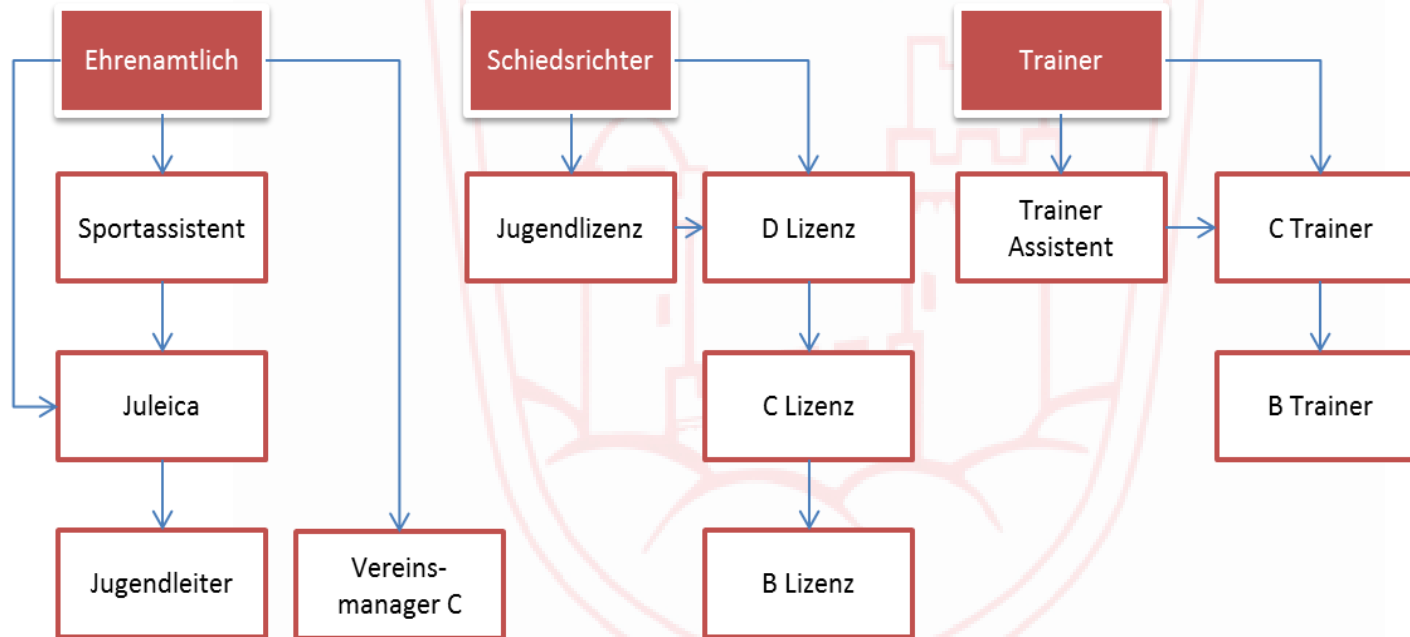 Ehrenamtlich
Schiedsrichter
Trainer
Sportassistent
Jugendlizenz
D Lizenz
Trainer
Assistent
C Trainer
Juleica
C Lizenz
B Trainer
Jugendleiter
Vereins-
manager C
B Lizenz